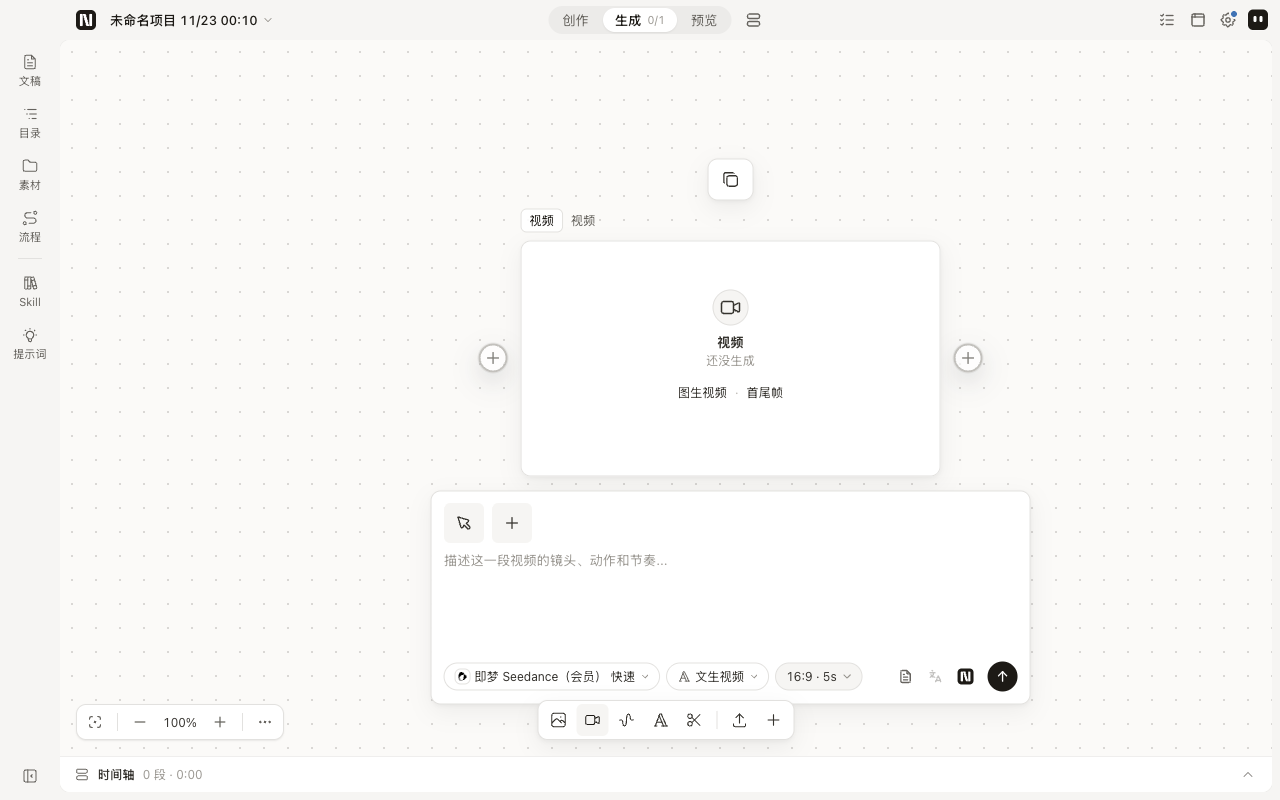 未命名项目 11/23 00:10
创作
生成 0/1
预览
文稿
目录
素材
流程
Skill
提示词
视频 视频
视频
还没生成
图生视频 · 首尾帧
描述这一段视频的镜头、动作和节奏...
即梦 Seedance（会员） 快速
文生视频
16:9 · 5s
100%
时间轴 0 段 · 0:00